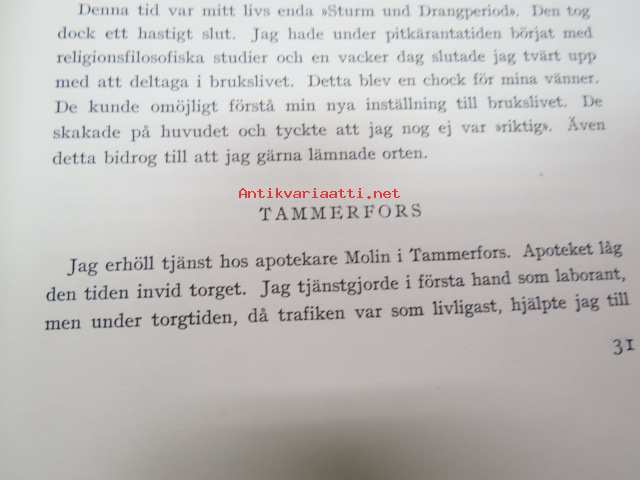 Denna tid var mitt livs enda »Sturm und Drangperiod». Den tog
dock ett hastigt slut. Jag hade under pitkärantatiden börjat med
religionsfilosofiska studier och en vacker dag slutade jag tvärt upp
med att deltaga i brukslivet. Detta blev en chock för mina vänner.
De kunde omöjligt förstå min nya inställning till brukslivet. De
skakade på huvudet och tyckte att jag nog ej var »riktig». Även
detta bidrog till att jag gärna lämnade orten.
Antikvariaatti.net
TAMMERFORS
Jag erhöll tjänst hos apotekare Molin i Tammerfors. Apoteket låg
den tiden invid torget. Jag tjänstgjorde i första hand som laborant,
men under torgtiden, då trafiken var som livligast, hjälpte jag till
31